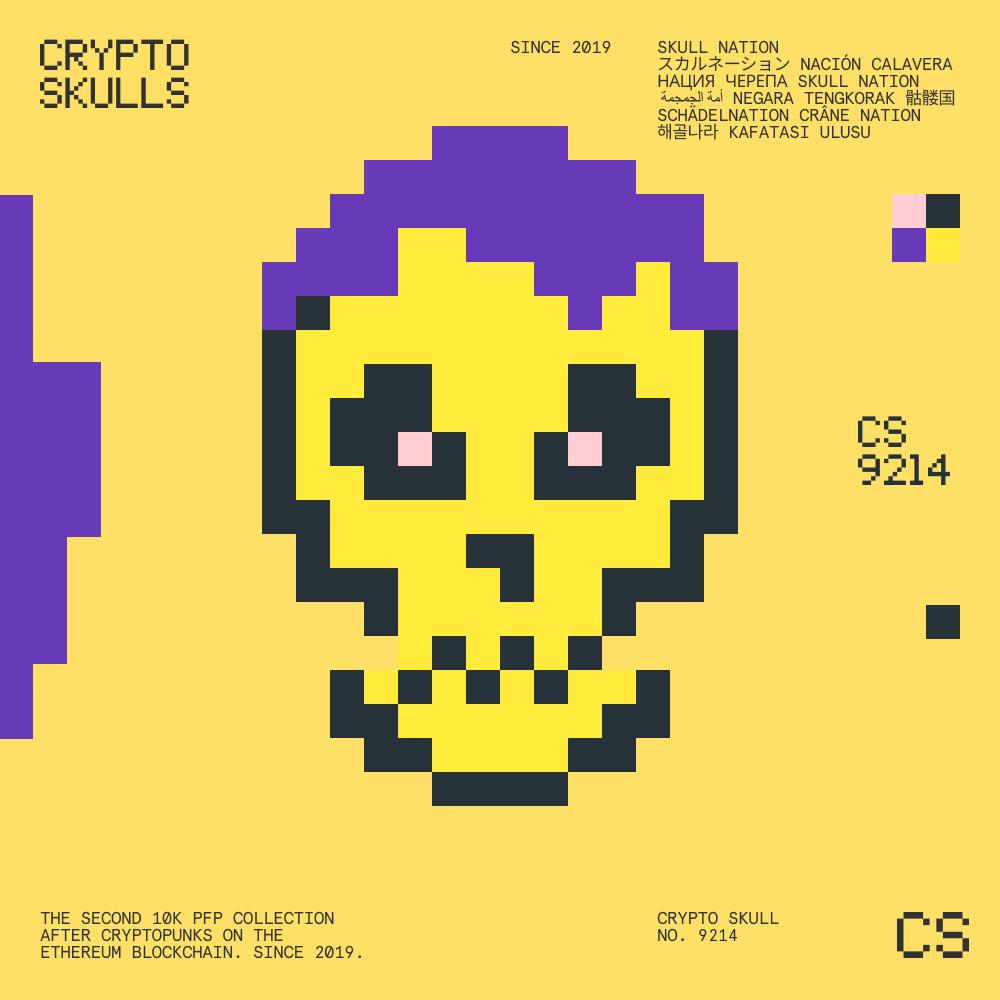 CRYPTO
SKULLS
SINCE 2019
SKULL NATION
スカルネーション NACIÓN CALAVERA
НАЦИЯ ЧЕРЕПА SKULL NATION
أمة الجمجمة NEGARA TENGKORAK 骷髅国
SCHÄDELNATION CRÂNE NATION
해골나라 KAFATASI ULUSU
CS
9214
THE SECOND 10K PFP COLLECTION
AFTER CRYPTOPUNKS ON THE
ETHEREUM BLOCKCHAIN. SINCE 2019.
CRYPTO SKULL
NO. 9214
CS